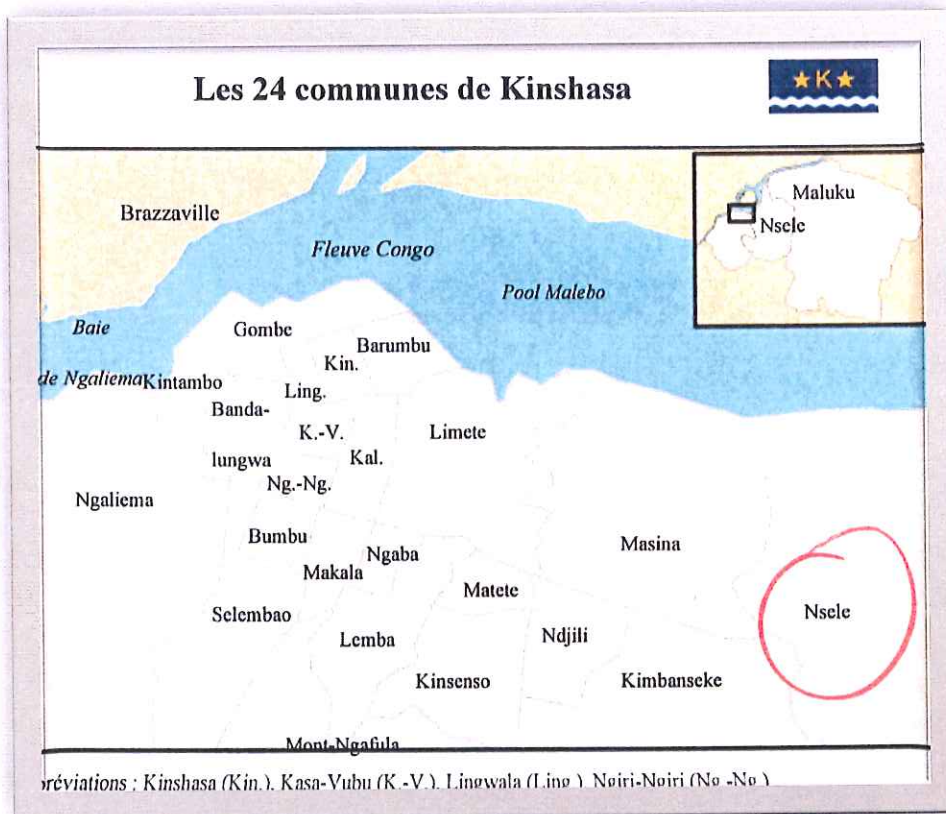 Les 24 communes de Kinshasa
K
Brazzaville
Maluku
Nsele
Fleuve Congo
Pool Malebo
Baie
de Ngaliema
Gombe
Barumbu
Kin.
Kintambo
Ling.
Banda-
lungwa
K.-V.
Limete
Kal.
Ng.-Ng.
Ngaliema
Bumbu
Ngaba
Masina
Makala
Matete
Nsele
Selembao
Lemba
Ndjili
Kinsenso
Kimbanseke
Mont-Ngafula
bréviations : Kinshasa (Kin.), Kasa-Vubu (K.-V.), Lingwala (Ling.) Ngiri-Ngiri (Ng.-Ng.)